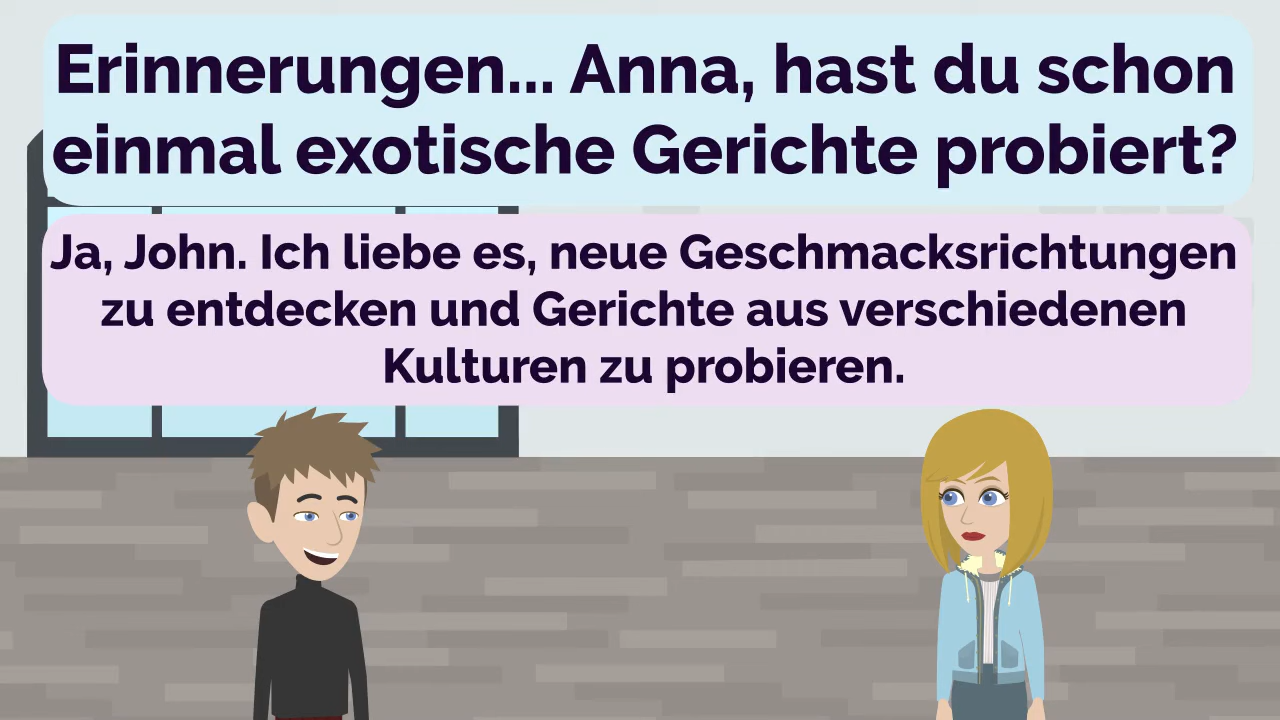 Erinnerungen... Anna, hast du schon
einmal exotische Gerichte probiert?
Ja, John. Ich liebe es, neue Geschmacksrichtungen
zu entdecken und Gerichte aus verschiedenen
Kulturen zu probieren.